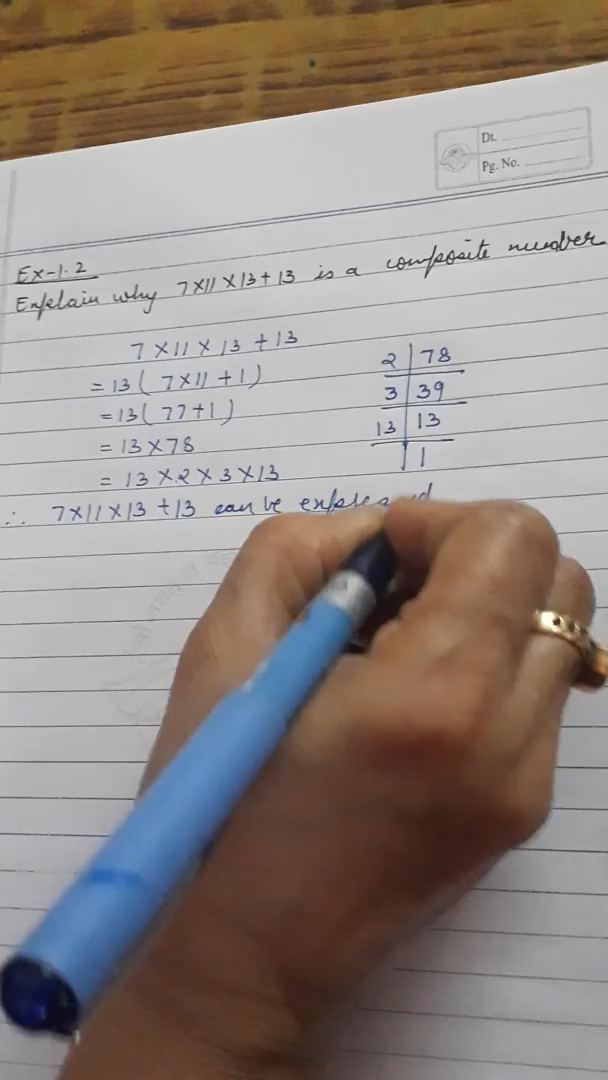 Dt. ..................
Pg. No. ..................
Ex-1.2
Explain why 7×11×13+13 is a composite number
7×11×13+13
=13(7×11+1)
=13(77+1)
=13×78
=13×2×3×13
2 | 78
3 | 39
13 | 13
| 1
∴ 7×11×13+13 can be expressed